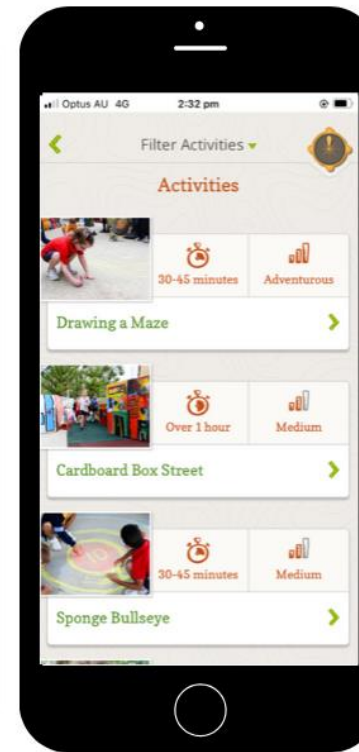 Optus AU 4G 2:32 pm
Filter Activities
Activities
30-45 minutes Adventurous
Drawing a Maze
Over 1 hour Medium
Cardboard Box Street
30-45 minutes Medium
Sponge Bullseye